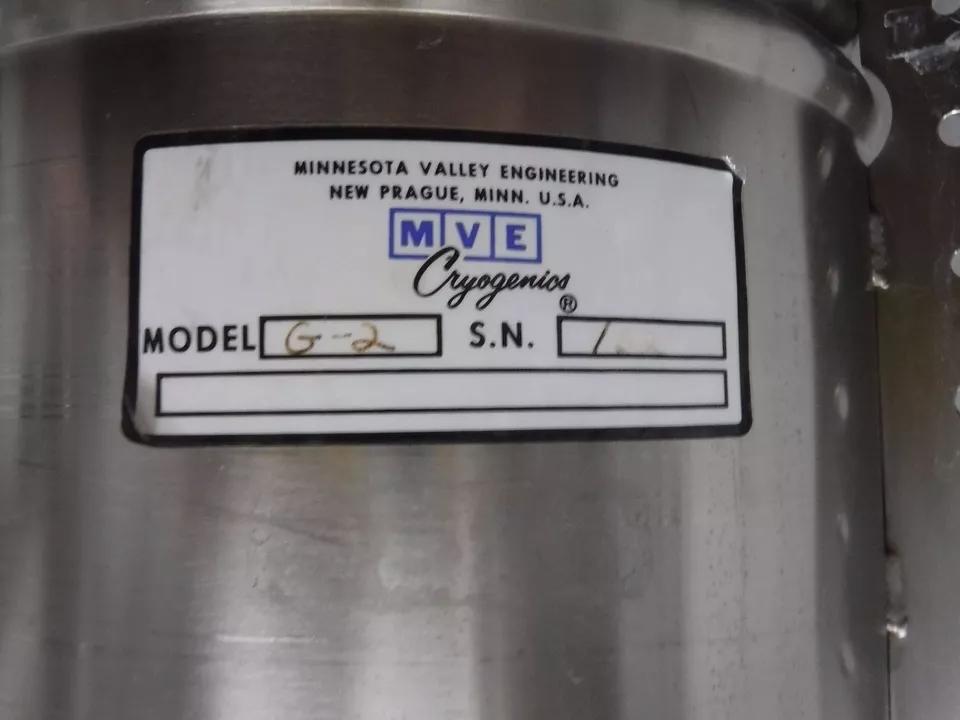 MINNESOTA VALLEY ENGINEERING
NEW PRAGUE, MINN. U.S.A.
MVE
Cryogenics
®
MODEL G-2 S.N.